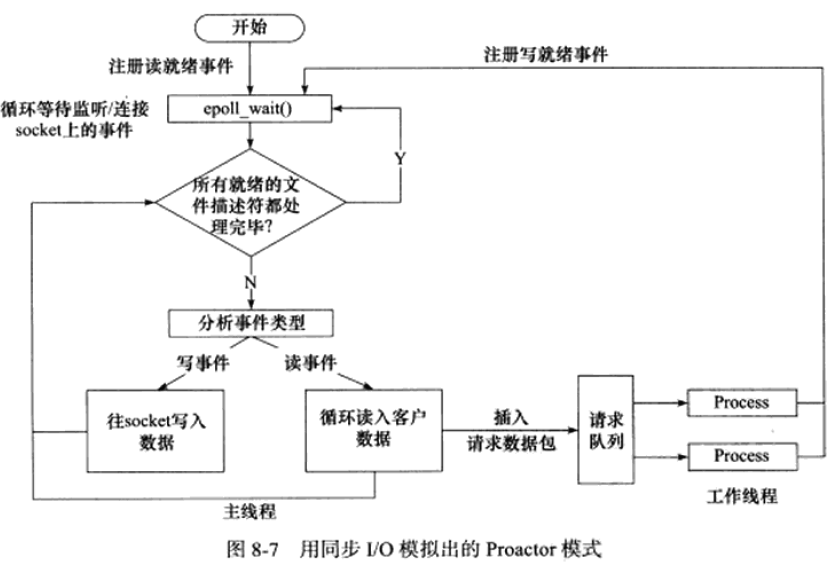 开始
注册读就绪事件
注册写就绪事件
循环等待监听/连接
socket上的事件
epoll_wait()
Y
所有就绪的文
件描述符都处
理完毕?
N
分析事件类型
写事件
读事件
往socket写入
数据
循环读入客户
数据
插入
请求数据包
请求
队列
Process
Process
工作线程
主线程
图 8-7 用同步 I/O 模拟出的 Proactor 模式